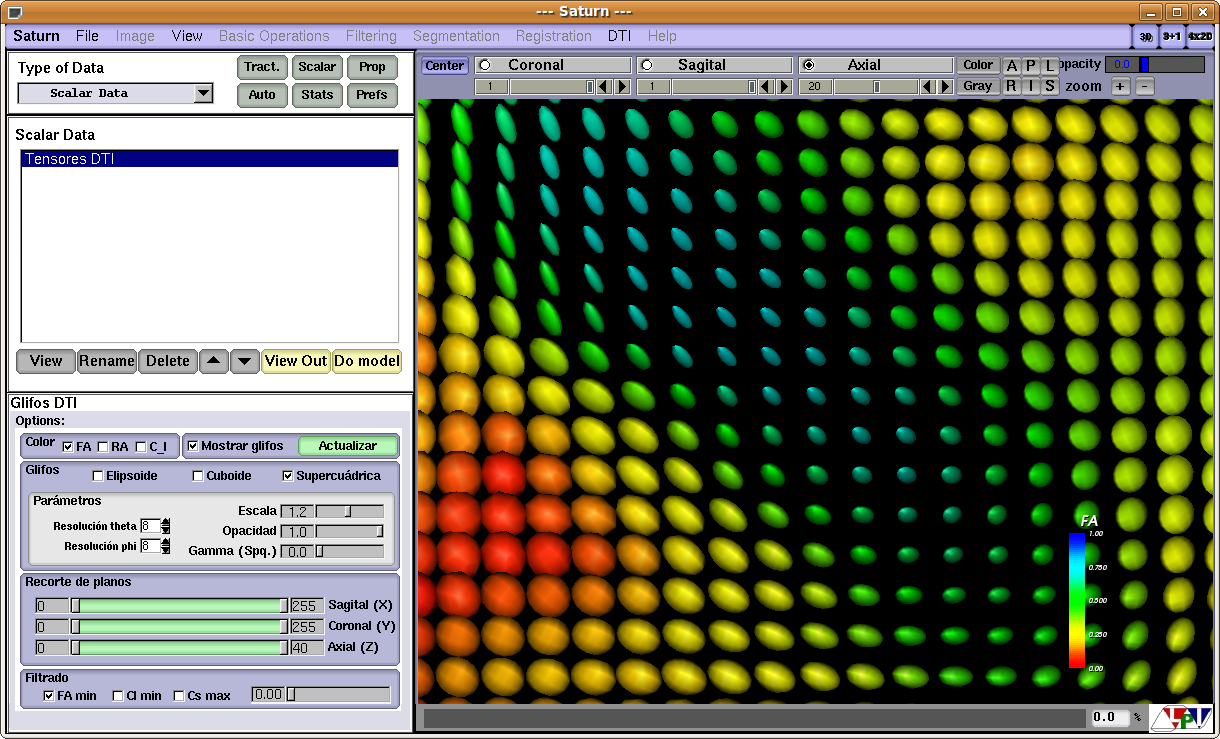 --- Saturn ---
Saturn File Image View Basic Operations Filtering Segmentation Registration DTI Help 3D 3+1 4x2D
Type of Data
Scalar Data
Tract. Scalar Prop
Auto Stats Prefs
Center Coronal Sagital Axial Color A P L opacity 0.0
1 1 20 Gray R I S zoom + -
Scalar Data
Tensores DTI
View Rename Delete View Out Do model
Glifos DTI
Options:
Color FA RA C_l Mostrar glifos Actualizar
Glifos
Elipsoide Cuboide Supercuádrica
Parámetros
Resolución theta 8
Resolución phi 8
Escala 1.2
Opacidad 1.0
Gamma (Spq.) 0.0
Recorte de planos
0 255 Sagital (X)
0 255 Coronal (Y)
0 40 Axial (Z)
Filtrado
FA min Cl min Cs max 0.00
FA
1.00
0.750
0.500
0.250
0.00
0.0 %
LPI